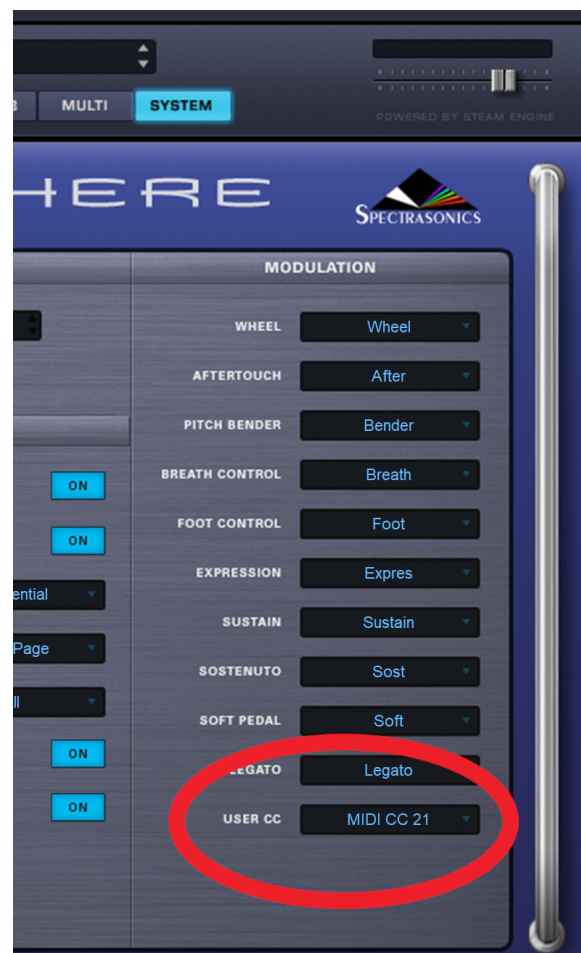 MULTI
SYSTEM
POWERED BY STEAM ENGINE
HERE
SPECTRASONICS
MODULATION
WHEEL Wheel
AFTERTOUCH After
PITCH BENDER Bender
BREATH CONTROL Breath
ON
FOOT CONTROL Foot
ON
EXPRESSION Expres
ential
SUSTAIN Sustain
Page
SOSTENUTO Sost
ll
SOFT PEDAL Soft
ON
LEGATO Legato
ON
USER CC MIDI CC 21